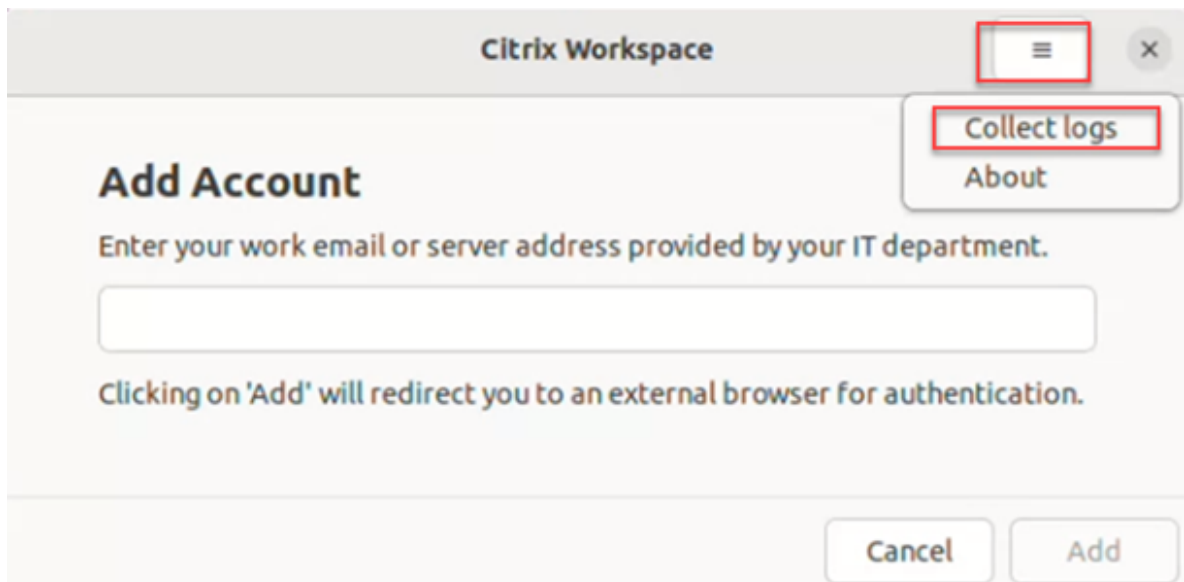 Citrix Workspace
Collect logs
About
Add Account
Enter your work email or server address provided by your IT department.
Clicking on 'Add' will redirect you to an external browser for authentication.
Cancel
Add